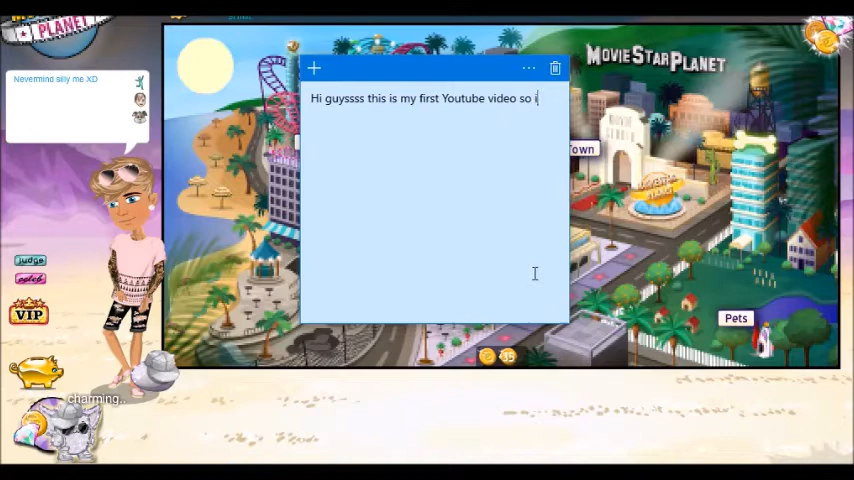 PLANET
MOVIESTARPLANET
Nevermind silly me XD
Hi guyssss this is my first Youtube video so i
Town
judge
celeb
VIP
Pets
charming..